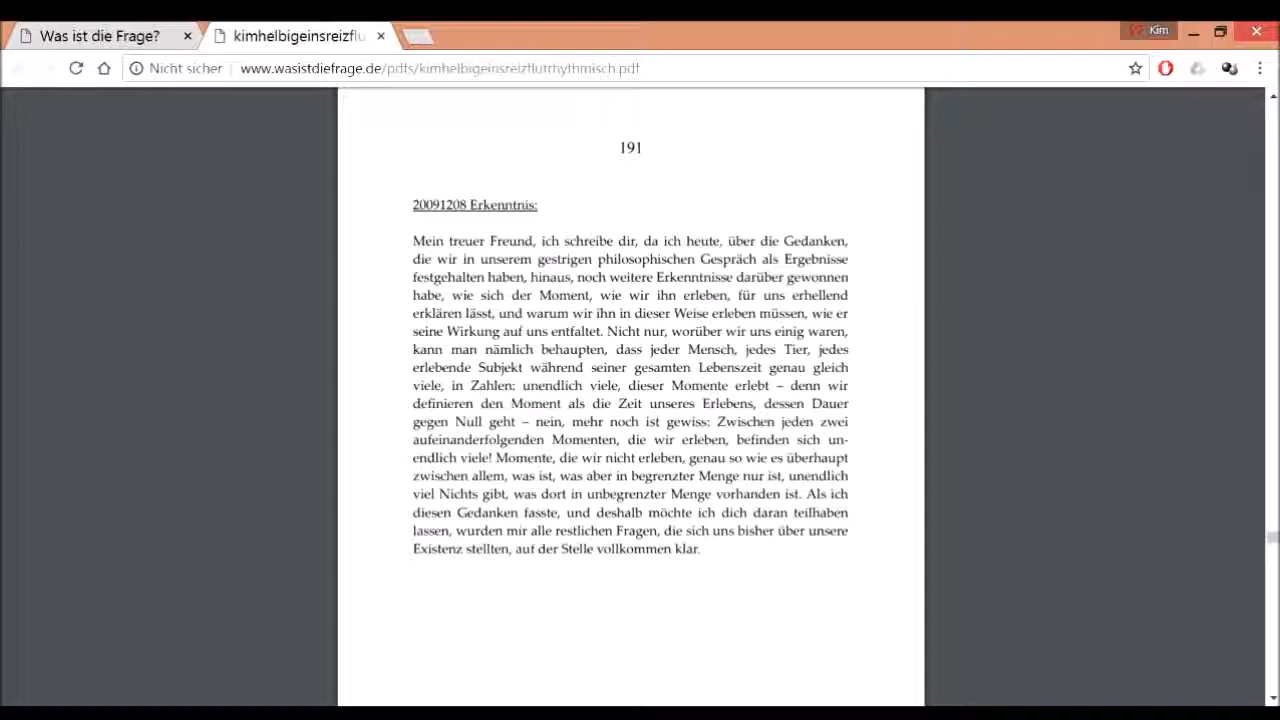 Was ist die Frage?
kimhelbigeinsreizflu
Kim
Nicht sicher
www.wasistdiefrage.de/pdfs/kimhelbigeinsreizflutrhythmisch.pdf
191
20091208 Erkenntnis:
Mein treuer Freund, ich schreibe dir, da ich heute, über die Gedanken,
die wir in unserem gestrigen philosophischen Gespräch als Ergebnisse
festgehalten haben, hinaus, noch weitere Erkenntnisse darüber gewonnen
habe, wie sich der Moment, wie wir ihn erleben, für uns erhellend
erklären lässt, und warum wir ihn in dieser Weise erleben müssen, wie er
seine Wirkung auf uns entfaltet. Nicht nur, worüber wir uns einig waren,
kann man nämlich behaupten, dass jeder Mensch, jedes Tier, jedes
erlebende Subjekt während seiner gesamten Lebenszeit genau gleich
viele, in Zahlen: unendlich viele, dieser Momente erlebt – denn wir
definieren den Moment als die Zeit unseres Erlebens, dessen Dauer
gegen Null geht – nein, mehr noch ist gewiss: Zwischen jeden zwei
aufeinanderfolgenden Momenten, die wir erleben, befinden sich un-
endlich viele! Momente, die wir nicht erleben, genau so wie es überhaupt
zwischen allem, was ist, was aber in begrenzter Menge nur ist, unendlich
viel Nichts gibt, was dort in unbegrenzter Menge vorhanden ist. Als ich
diesen Gedanken fasste, und deshalb möchte ich dich daran teilhaben
lassen, wurden mir alle restlichen Fragen, die sich uns bisher über unsere
Existenz stellten, auf der Stelle vollkommen klar.